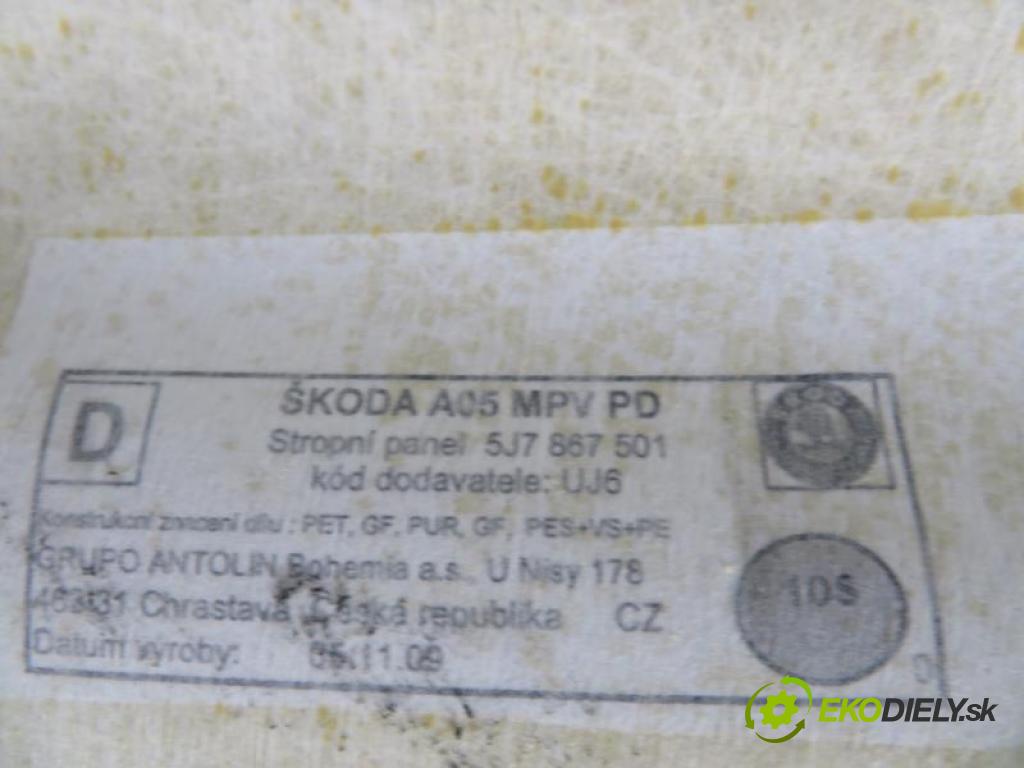 D
ŠKODA A05 MPV PD
Stropní panel 5J7 867 501
kód dodavatele: UJ6
Konstrukcní znacení dílu : PET, GF, PUR, GF, PES+VS+PE
GRUPO ANTOLIN Bohemia a.s., U Nisy 178
463 31 Chrastava, Česká republika CZ
Datum výroby: 05.11.09
10S
EKODIELY.sk